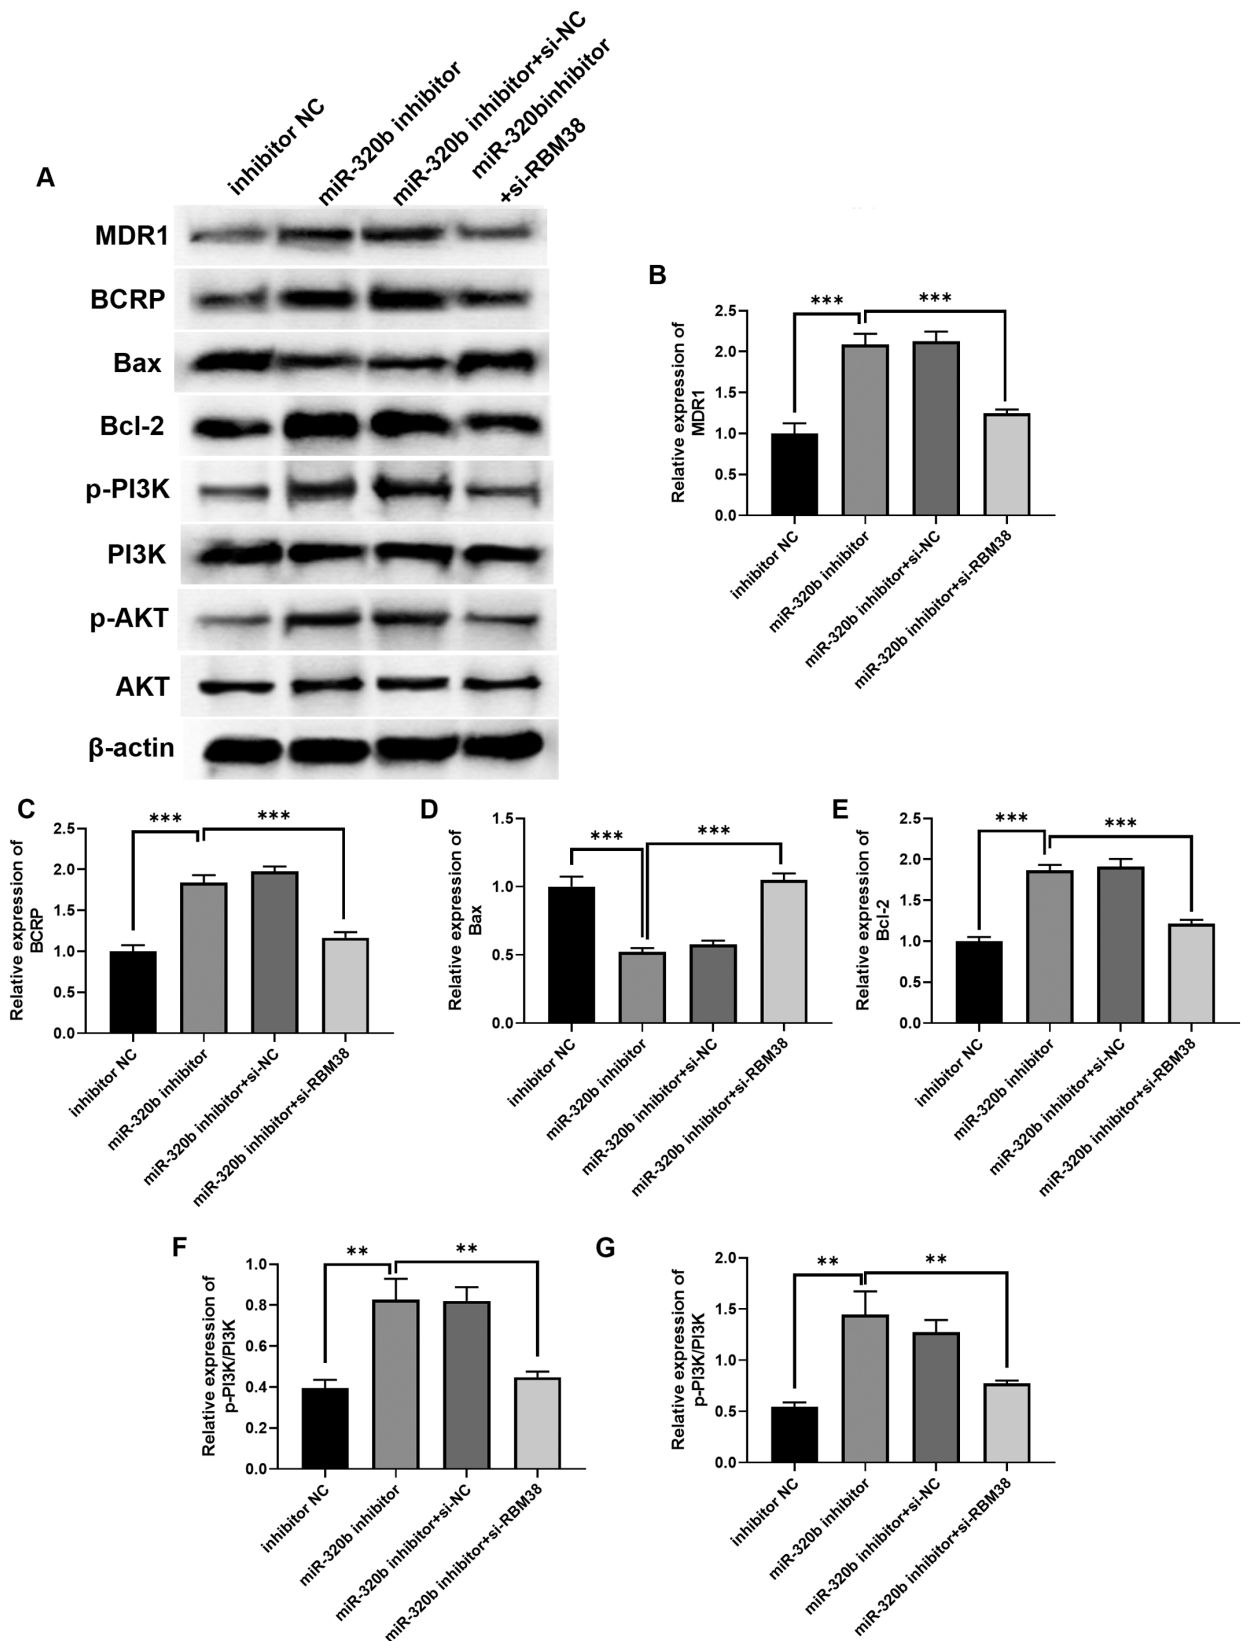 inhibitor NC
miR-320b inhibitor
miR-320b inhibitor+si-NC
miR-320binhibitor
+si-RBM38
A
MDR1
BCRP
Bax
Bcl-2
p-PI3K
PI3K
p-AKT
AKT
β-actin
B
Relative expression of
MDR1
2.5
2.0
1.5
1.0
0.5
0.0
***
***
inhibitor NC
miR-320b inhibitor
miR-320b inhibitor+si-NC
miR-320b inhibitor+si-RBM38
C
Relative expression of
BCRP
2.5
2.0
1.5
1.0
0.5
0.0
***
***
inhibitor NC
miR-320b inhibitor
miR-320b inhibitor+si-NC
miR-320b inhibitor+si-RBM38
D
Relative expression of
Bax
1.5
1.0
0.5
0.0
***
***
inhibitor NC
miR-320b inhibitor
miR-320b inhibitor+si-NC
miR-320b inhibitor+si-RBM38
E
Relative expression of
Bcl-2
2.5
2.0
1.5
1.0
0.5
0.0
***
***
inhibitor NC
miR-320b inhibitor
miR-320b inhibitor+si-NC
miR-320b inhibitor+si-RBM38
F
Relative expression of
p-PI3K/PI3K
1.0
0.8
0.6
0.4
0.2
0.0
**
**
inhibitor NC
miR-320b inhibitor
miR-320b inhibitor+si-NC
miR-320b inhibitor+si-RBM38
G
Relative expression of
p-PI3K/PI3K
2.0
1.5
1.0
0.5
0.0
**
**
inhibitor NC
miR-320b inhibitor
miR-320b inhibitor+si-NC
miR-320b inhibitor+si-RBM38